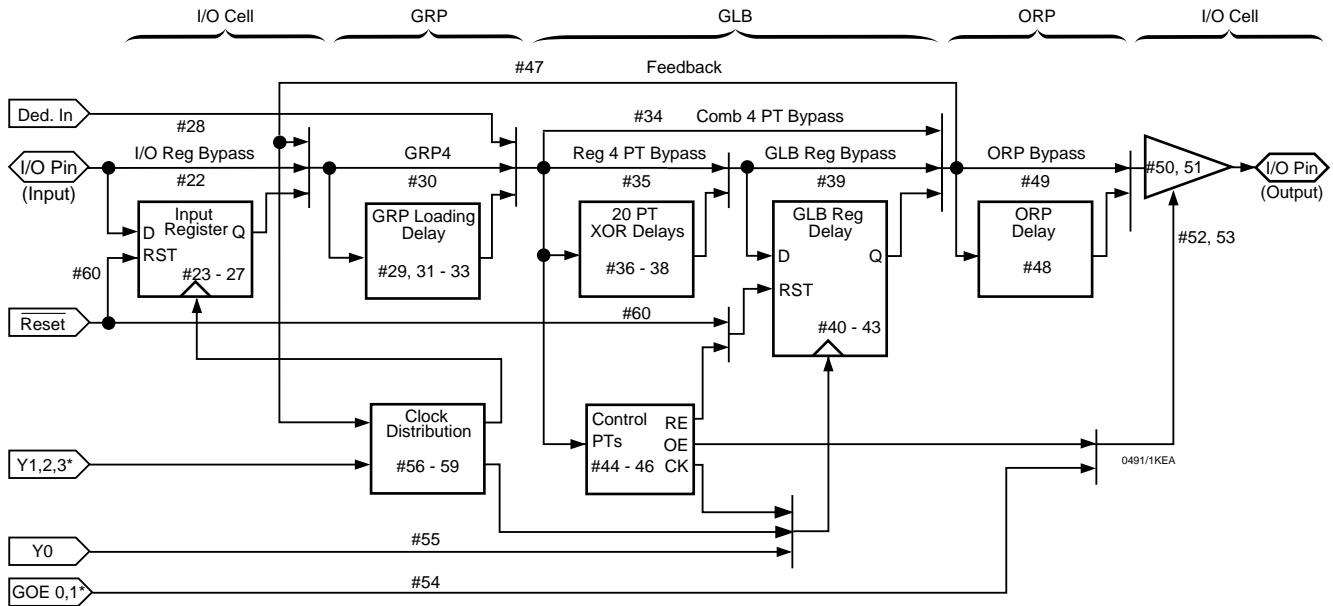 I/O Cell
GRP
GLB
ORP
I/O Cell
#47
Feedback
Ded. In
#28
#34
Comb 4 PT Bypass
I/O Pin
(Input)
I/O Reg Bypass
#22
GRP4
#30
Reg 4 PT Bypass
#35
GLB Reg Bypass
#39
ORP Bypass
#49
#50, 51
I/O Pin
(Output)
Input
Register
D
Q
RST
#23 - 27
GRP Loading
Delay
#29, 31 - 33
20 PT
XOR Delays
#36 - 38
GLB Reg
Delay
D
Q
RST
#40 - 43
ORP
Delay
#48
#52, 53
#60
Reset
#60
Clock
Distribution
#56 - 59
Control
PTs
#44 - 46
RE
OE
CK
0491/1KEA
Y1,2,3*
Y0
#55
GOE 0,1*
#54